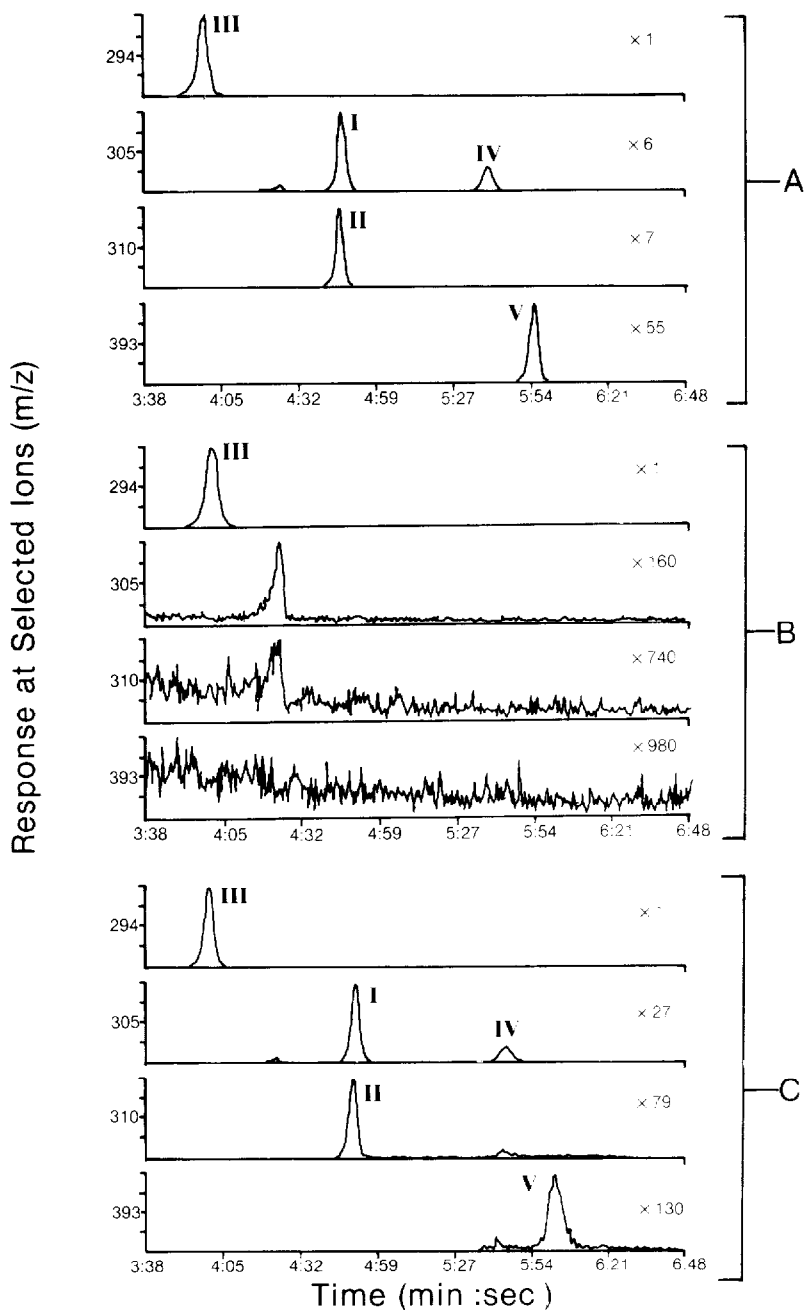 Response at Selected Ions (m/z)
III
294
× 1
I
IV
305
× 6
II
310
× 7
V
393
× 55
3:38 4:05 4:32 4:59 5:27 5:54 6:21 6:48
A
III
294
× 1
305
× 160
310
× 740
393
× 980
3:38 4:05 4:32 4:59 5:27 5:54 6:21 6:48
B
III
294
× 1
I
IV
305
× 27
II
310
× 79
V
393
× 130
3:38 4:05 4:32 4:59 5:27 5:54 6:21 6:48
C
Time (min :sec)